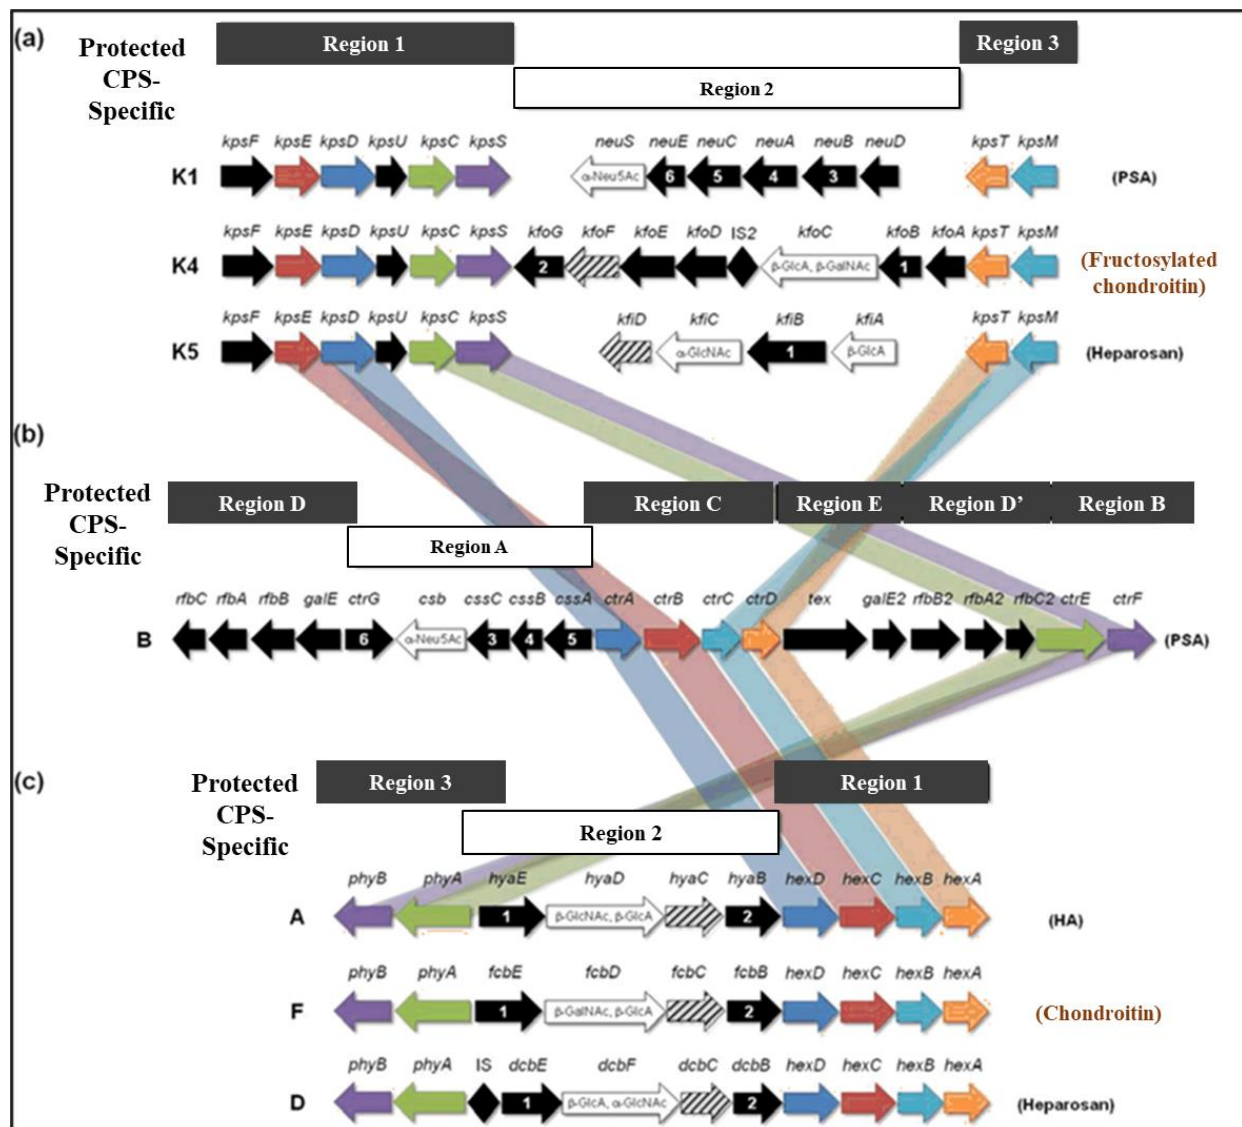 (a)
Protected
CPS-
Specific
Region 1
Region 3
Region 2
kpsF kpsE kpsD kpsU kpsC kpsS neuS neuE neuC neuA neuB neuD kpsT kpsM
K1 α-Neu5Ac 6 5 4 3 (PSA)
kpsF kpsE kpsD kpsU kpsC kpsS kfoG kfoF kfoE kfoD IS2 kfoC kfoB kfoA kpsT kpsM
K4 2 β-GlcA, β-GalNAc 1 (Fructosylated
chondroitin)
kpsF kpsE kpsD kpsU kpsC kpsS kfiD kfiC kfiB kfiA kpsT kpsM
K5 α-GlcNAc 1 β-GlcA (Heparosan)
(b)
Protected
CPS-
Specific
Region D
Region C
Region E
Region D’
Region B
Region A
rfbC rfbA rfbB galE ctrG csb cssC cssB cssA ctrA ctrB ctrC ctrD tex galE2 rfbB2 rfbA2 rfbC2 ctrE ctrF
B 6 α-Neu5Ac 3 4 5 (PSA)
(c)
Protected
CPS-
Specific
Region 3
Region 1
Region 2
phyB phyA hyaE hyaD hyaC hyaB hexD hexC hexB hexA
A 1 β-GlcNAc, β-GlcA 2 (HA)
phyB phyA fcbE fcbD fcbC fcbB hexD hexC hexB hexA
F 1 β-GalNAc, β-GlcA 2 (Chondroitin)
phyB phyA IS dcbE dcbF dcbC dcbB hexD hexC hexB hexA
D 1 β-GlcA, α-GlcNAc 2 (Heparosan)